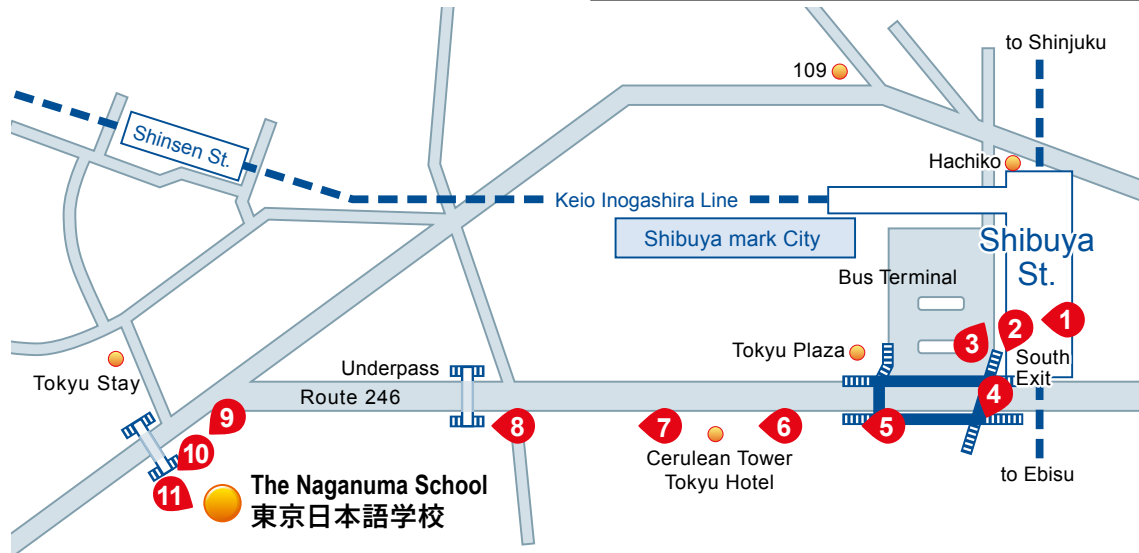 to Shinjuku
109
Shinsen St.
Hachiko
Keio Inogashira Line
Shibuya mark City
Shibuya
St.
Bus Terminal
1
2
3
Tokyu Plaza
South
Exit
Tokyu Stay
Underpass
Route 246
4
9
8
7
6
5
10
Cerulean Tower
Tokyu Hotel
to Ebisu
11
The Naganuma School
東京日本語学校